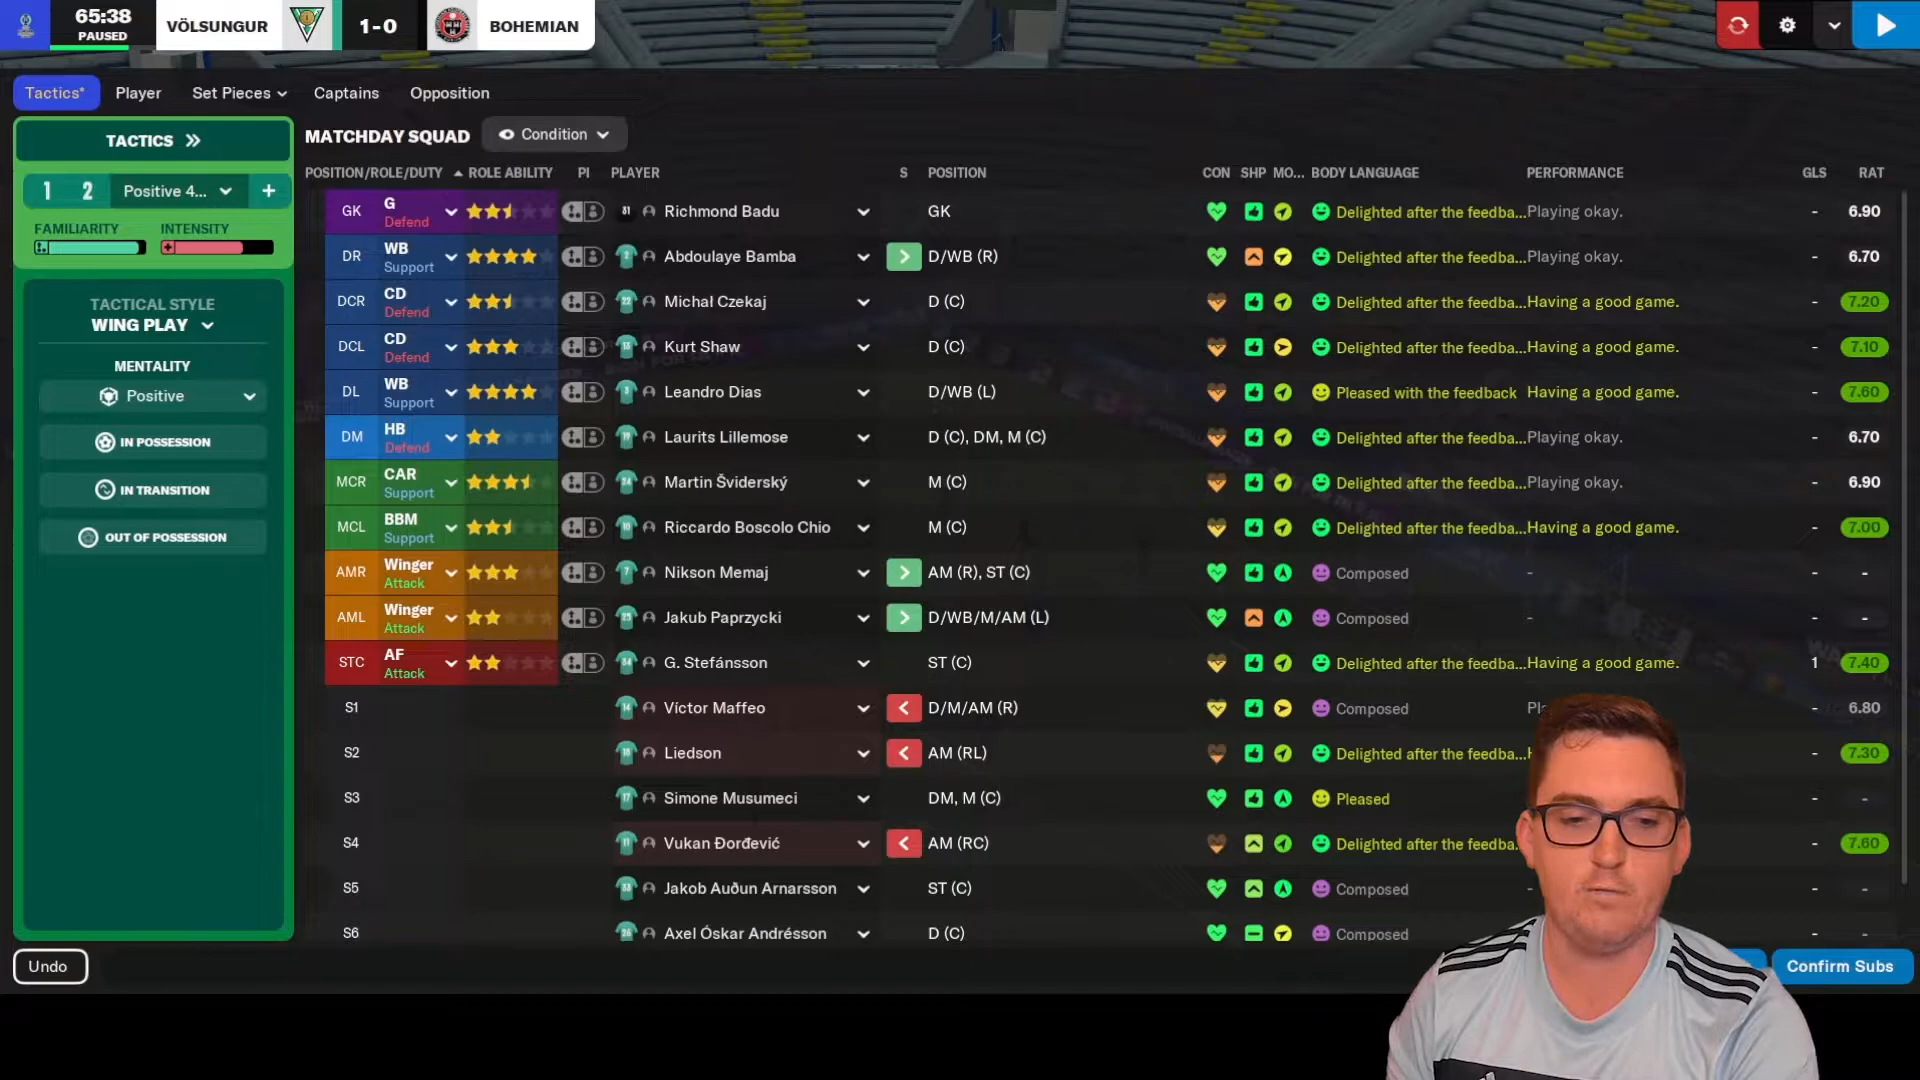 65:38
PAUSED
VÖLSUNGUR
1-0
BOHEMIAN
Tactics*
Player
Set Pieces
Captains
Opposition
TACTICS
1 2 Positive 4... +
FAMILIARITY INTENSITY
TACTICAL STYLE
WING PLAY
MENTALITY
Positive
IN POSSESSION
IN TRANSITION
OUT OF POSSESSION
MATCHDAY SQUAD Condition
POSITION/ROLE/DUTY ROLE ABILITY PI PLAYER S POSITION CON SHP MO... BODY LANGUAGE PERFORMANCE GLS RAT
GK G Defend Richmond Badu GK Delighted after the feedba... Playing okay. - 6.90
DR WB Support Abdoulaye Bamba D/WB (R) Delighted after the feedba... Playing okay. - 6.70
DCR CD Defend 22 Michał Czekaj D (C) Delighted after the feedba... Having a good game. - 7.20
DCL CD Defend Kurt Shaw D (C) Delighted after the feedba... Having a good game. - 7.10
DL WB Support Leandro Dias D/WB (L) Pleased with the feedback Having a good game. - 7.60
DM HB Defend Laurits Lillemose D (C), DM, M (C) Delighted after the feedba... Playing okay. - 6.70
MCR CAR Support Martin Šviderský M (C) Delighted after the feedba... Playing okay. - 6.90
MCL BBM Support Riccardo Boscolo Chio M (C) Delighted after the feedba... Having a good game. - 7.00
AMR Winger Attack 7 Nikson Memaj AM (R), ST (C) Composed - - -
AML Winger Attack Jakub Paprzycki D/WB/M/AM (L) Composed - - -
STC AF Attack G. Stefánsson ST (C) Delighted after the feedba... Having a good game. 1 7.40
S1 Víctor Maffeo D/M/AM (R) Composed - 6.80
S2 Liedson AM (RL) Delighted after the feedba... - 7.30
S3 17 Simone Musumeci DM, M (C) Pleased - -
S4 11 Vukan Đorđević AM (RC) Delighted after the feedba... - 7.60
S5 Jakob Auðun Arnarsson ST (C) Composed - - -
S6 Axel Óskar Andrésson D (C) Composed - -
Undo
Confirm Subs